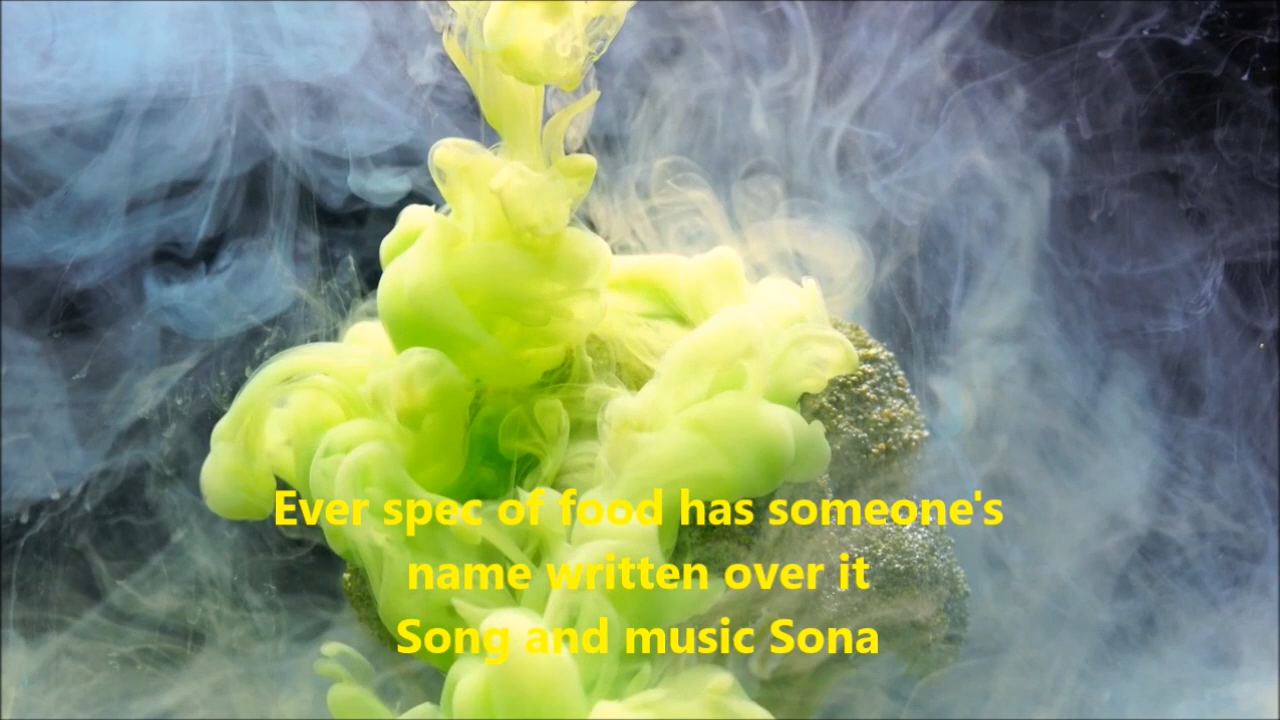 Ever spec of food has someone's
name written over it
Song and music Sona